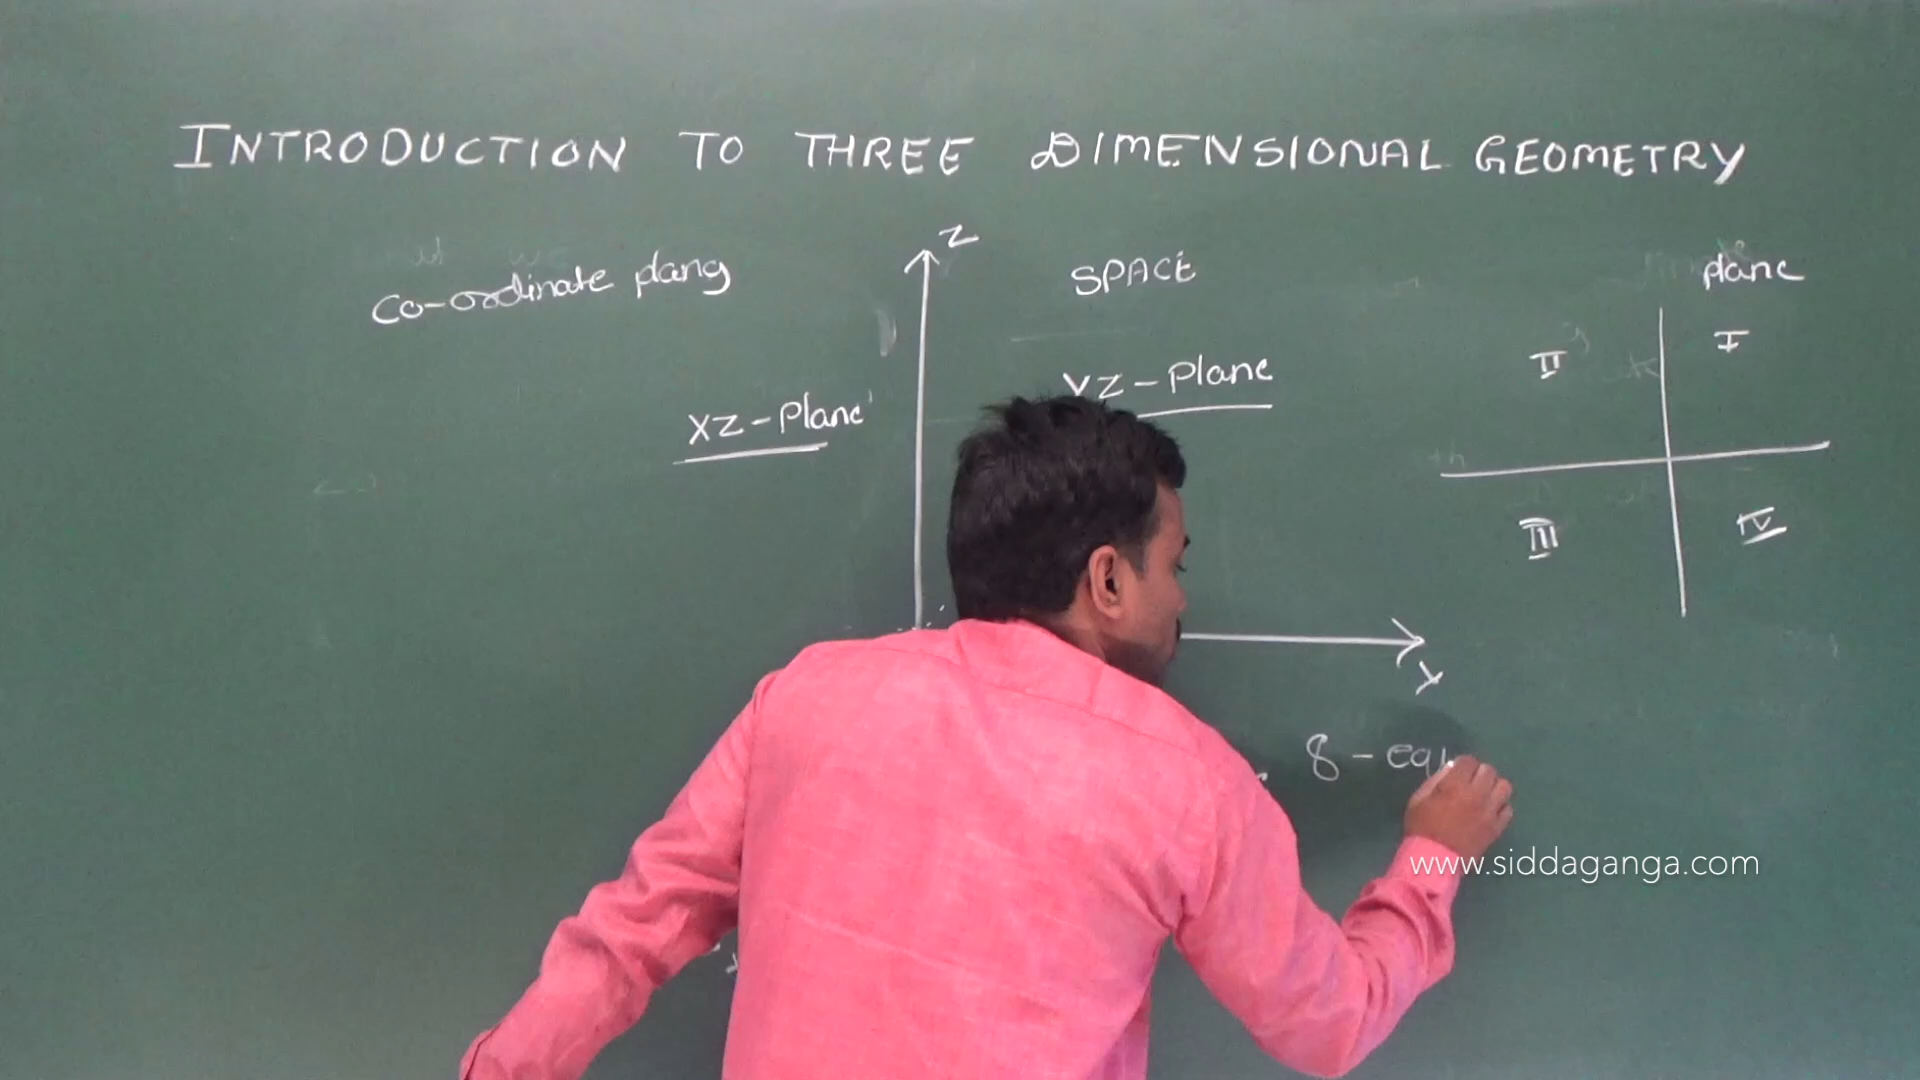 INTRODUCTION TO THREE DIMENSIONAL GEOMETRY
Z
Co-ordinate plang
SPACE
plane
I
II
YZ-Plane
XZ-Plane
III
IV
Y
8-equ
www.siddaganga.com